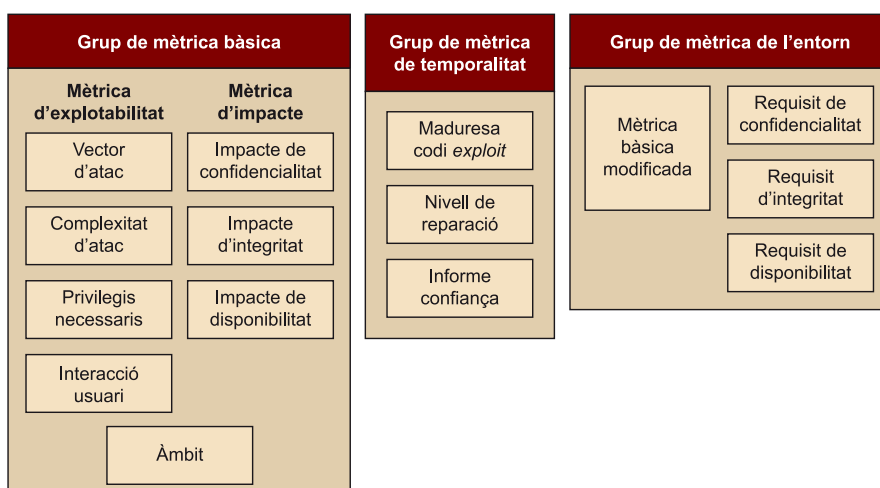 Grup de mètrica bàsica
Mètrica
d’explotabilitat
Vector
d’atac
Complexitat
d’atac
Privilegis
necessaris
Interacció
usuari
Mètrica
d’impacte
Impacte de
confidencialitat
Impacte
d’integritat
Impacte de
disponibilitat
Àmbit
Grup de mètrica
de temporalitat
Maduresa
codi exploit
Nivell de
reparació
Informe
confiança
Grup de mètrica de l’entorn
Mètrica
bàsica
modificada
Requisit de
confidencialitat
Requisit
d’integritat
Requisit de
disponibilitat